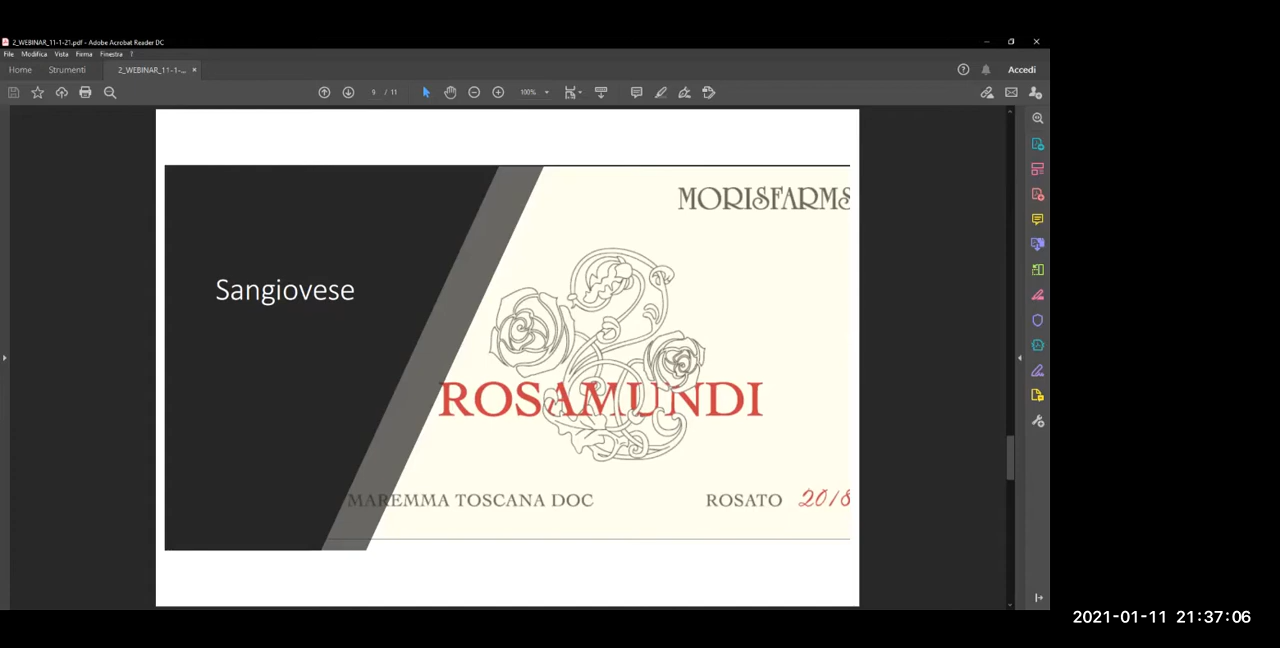 2_WEBINAR_11-1-21.pdf - Adobe Acrobat Reader DC
File Modifica Vista Firma Finestra ?
Home Strumenti 2_WEBINAR_11-1-... × Accedi
9 / 11 100%
MORISFARMS
Sangiovese
ROSAMUNDI
MAREMMA TOSCANA DOC ROSATO 2018
2021-01-11 21:37:06